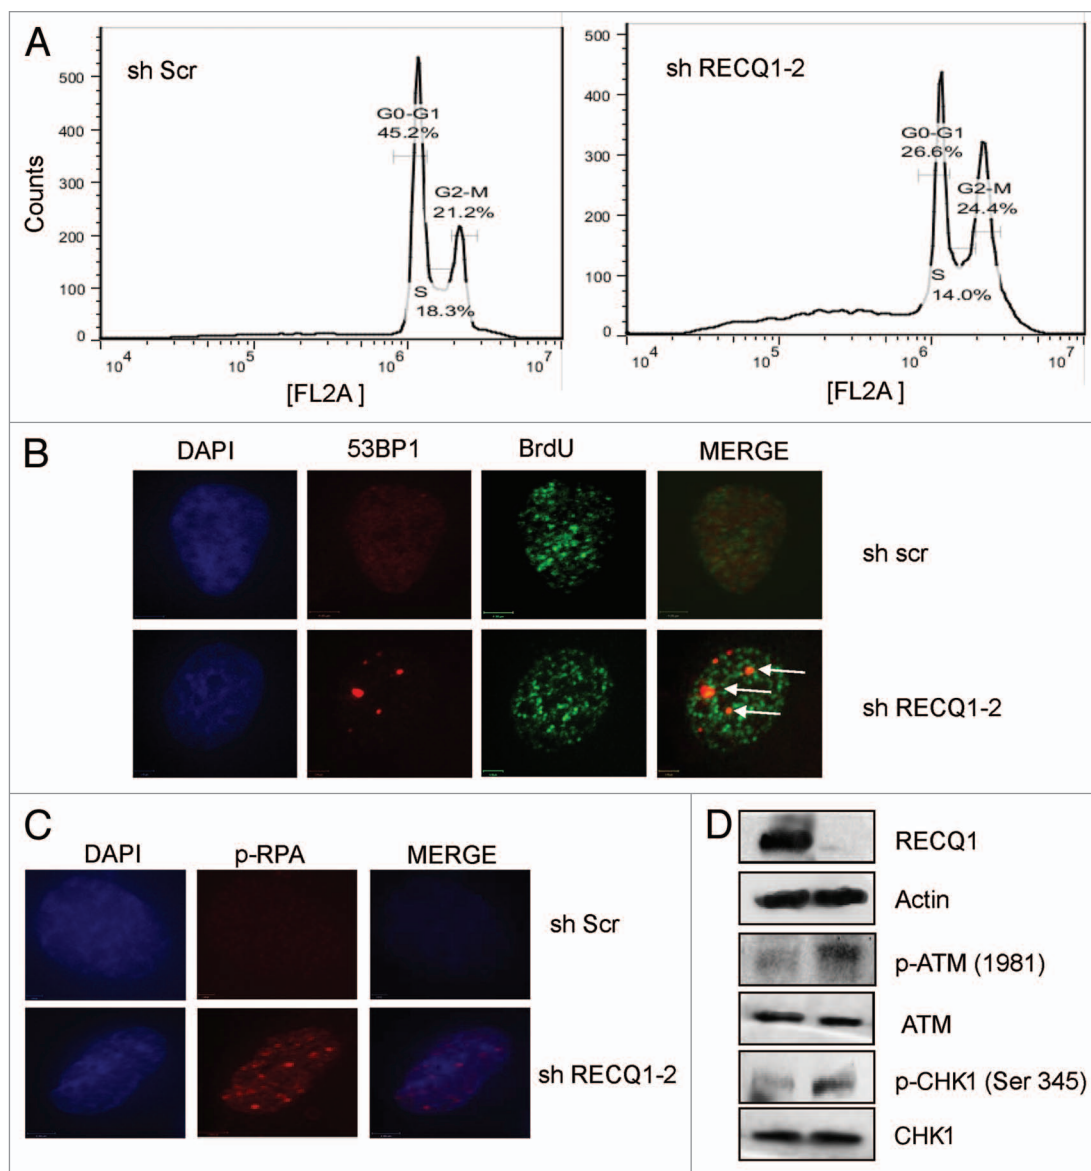 A
sh Scr
500
400
300
200
100
0
Counts
G0-G1
45.2%
G2-M
21.2%
S
18.3%
10^4
10^5
10^6
10^7
[FL2A ]
sh RECQ1-2
500
400
300
200
100
0
G0-G1
26.6%
G2-M
24.4%
S
14.0%
10^4
10^5
10^6
10^7
[FL2A]
B
DAPI
53BP1
BrdU
MERGE
sh scr
sh RECQ1-2
C
DAPI
p-RPA
MERGE
sh Scr
sh RECQ1-2
D
RECQ1
Actin
p-ATM (1981)
ATM
p-CHK1 (Ser 345)
CHK1